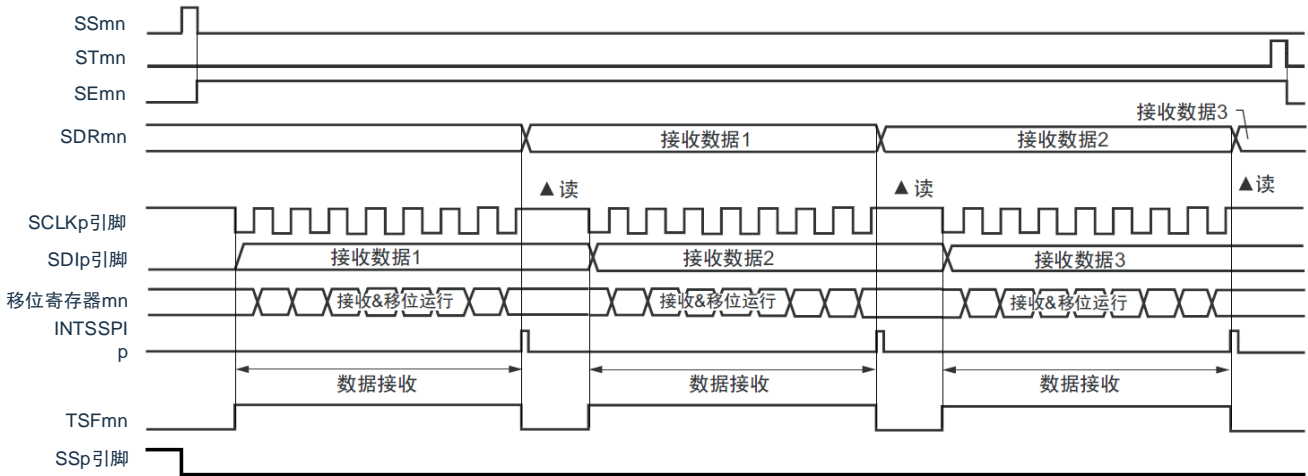 SSmn
STmn
SEmn
接收数据3
SDRmn
接收数据1
接收数据2
▲读
▲读
▲读
SCLKp引脚
SDIp引脚
接收数据1
接收数据2
接收数据3
移位寄存器mn
接收&移位运行
接收&移位运行
接收&移位运行
INTSSPI
p
数据接收
数据接收
数据接收
TSFmn
SSp引脚